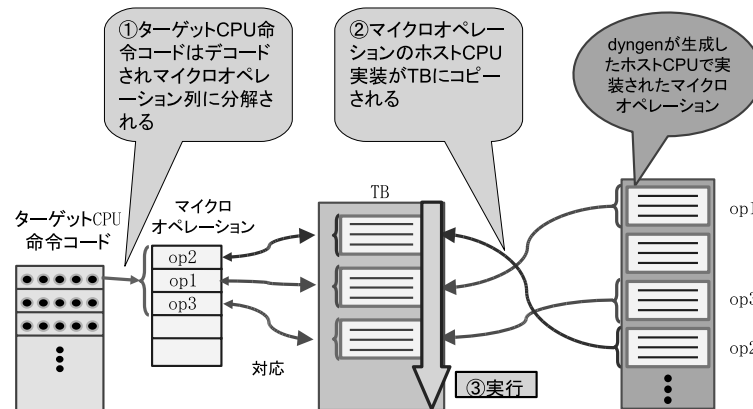 ①ターゲットCPU命
令コードはデコード
されマイクロオペレ
ーション列に分解さ
れる
②マイクロオペレー
ションのホストCPU
実装がTBにコピー
される
dyngenが生成し
たホストCPUで実
装されたマイクロ
オペレーション
ターゲットCPU
命令コード
マイクロ
オペレーション
TB
op2
op1
op3
対応
③実行
op1
op3
op2